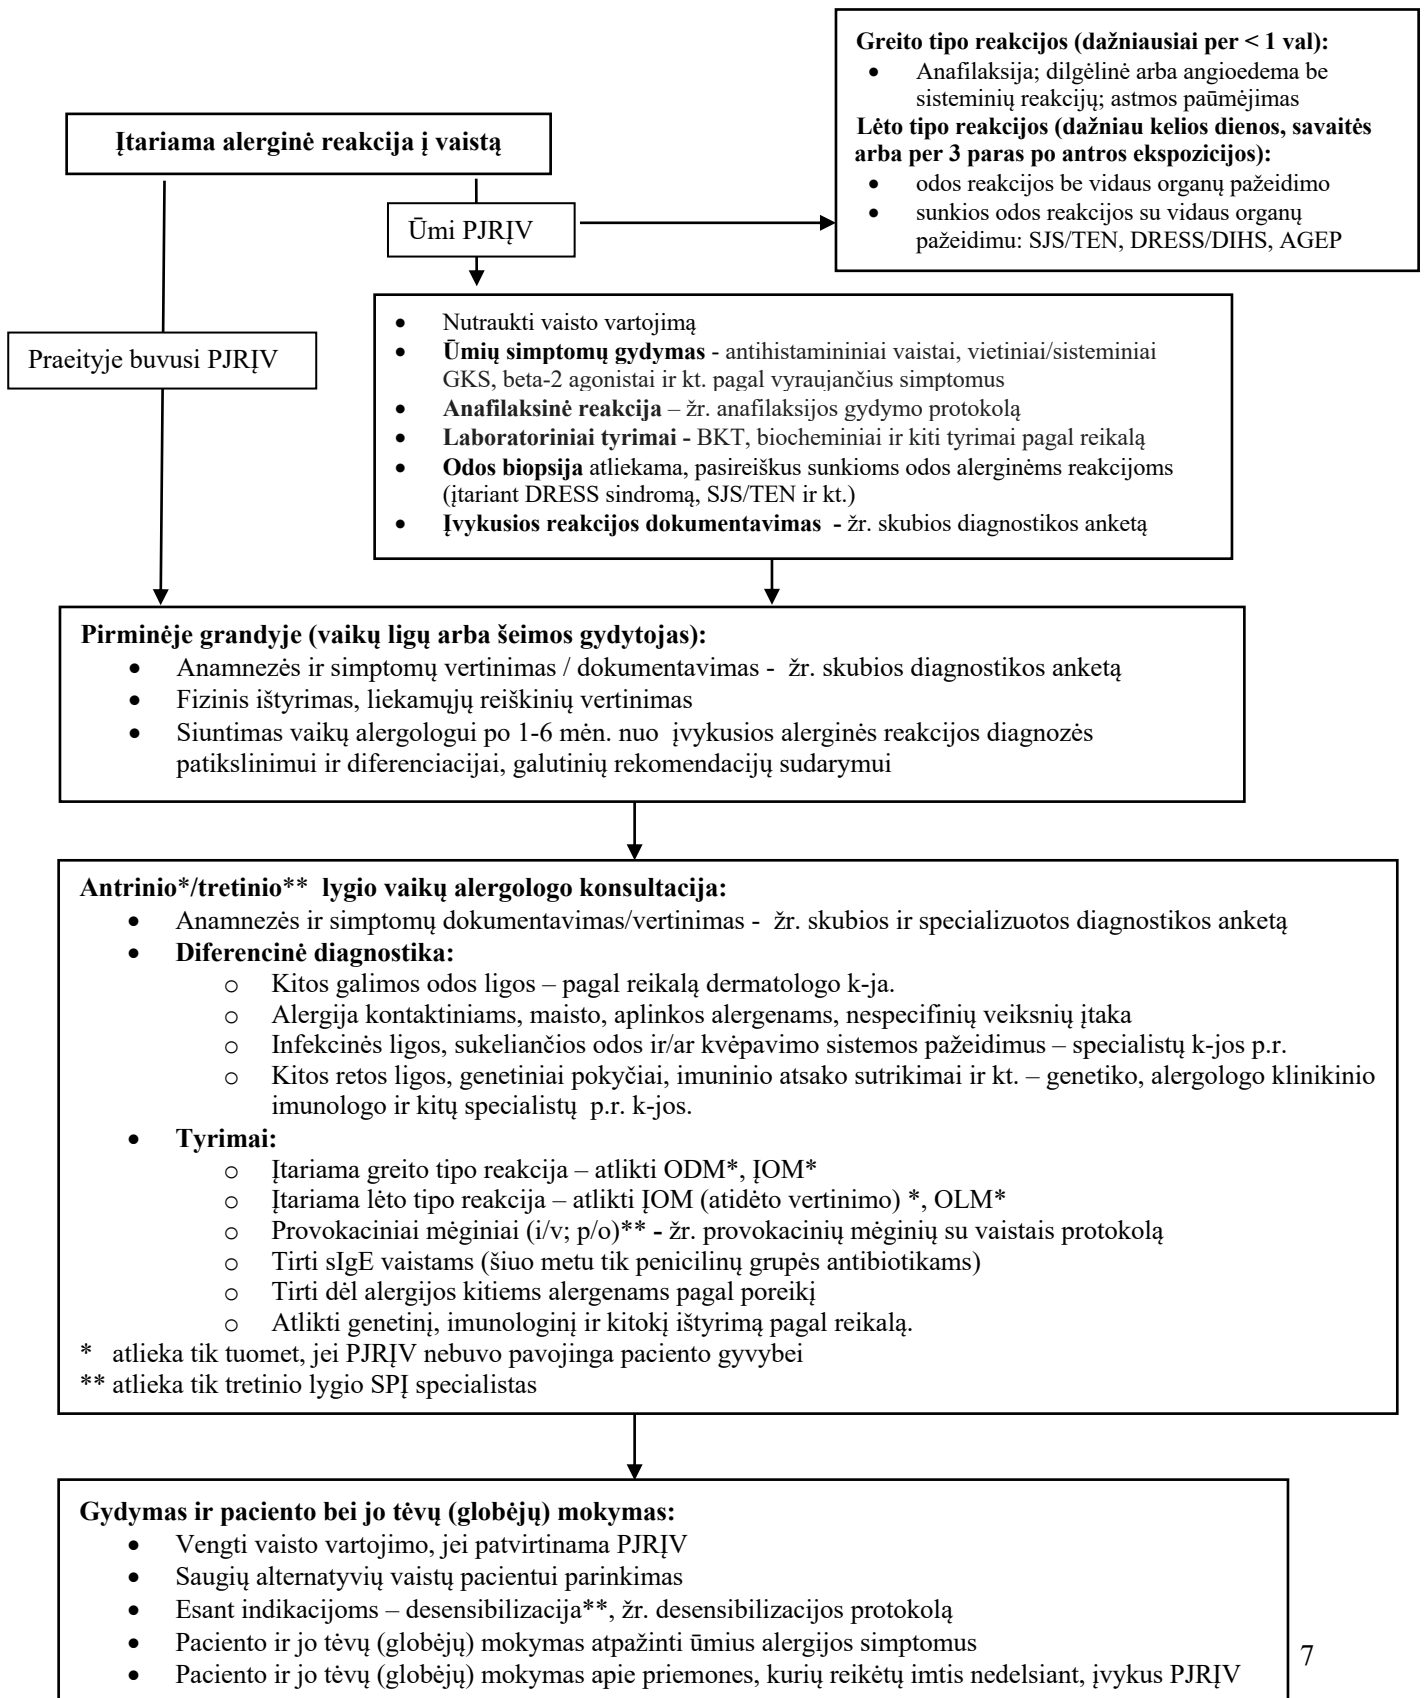 Greito tipo reakcijos (dažniausiai per < 1 val):
• Anafilaksija; dilgėlinė arba angioedema be
sisteminių reakcijų; astmos paūmėjimas
Lėto tipo reakcijos (dažniau kelios dienos, savaitės
arba per 3 paras po antros ekspozicijos):
• odos reakcijos be vidaus organų pažeidimo
• sunkios odos reakcijos su vidaus organų
pažeidimu: SJS/TEN, DRESS/DIHS, AGEP
Įtariama alerginė reakcija į vaistą
Ūmi PJRĮV
Praeityje buvusi PJRĮV
• Nutraukti vaisto vartojimą
• Ūmių simptomų gydymas - antihistamininiai vaistai, vietiniai/sisteminiai
GKS, beta-2 agonistai ir kt. pagal vyraujančius simptomus
• Anafilaksinė reakcija – žr. anafilaksijos gydymo protokolą
• Laboratoriniai tyrimai - BKT, biocheminiai ir kiti tyrimai pagal reikalą
• Odos biopsija atliekama, pasireiškus sunkioms odos alerginėms reakcijoms
(įtariant DRESS sindromą, SJS/TEN ir kt.)
• Įvykusios reakcijos dokumentavimas - žr. skubios diagnostikos anketą
Pirminėje grandyje (vaikų ligų arba šeimos gydytojas):
• Anamnezės ir simptomų vertinimas / dokumentavimas - žr. skubios diagnostikos anketą
• Fizinis ištyrimas, liekamųjų reiškinių vertinimas
• Siuntimas vaikų alergologui po 1-6 mėn. nuo įvykusios alerginės reakcijos diagnozės
patikslinimui ir diferenciacijai, galutinių rekomendacijų sudarymui
Antrinio*/tretinio** lygio vaikų alergologo konsultacija:
• Anamnezės ir simptomų dokumentavimas/vertinimas - žr. skubios ir specializuotos diagnostikos anketą
• Diferencinė diagnostika:
o Kitos galimos odos ligos – pagal reikalą dermatologo k-ja.
o Alergija kontaktiniams, maisto, aplinkos alergenams, nespecifinių veiksnių įtaka
o Infekcinės ligos, sukeliančios odos ir/ar kvėpavimo sistemos pažeidimus – specialistų k-jos p.r.
o Kitos retos ligos, genetiniai pokyčiai, imuninio atsako sutrikimai ir kt. – genetiko, alergologo klinikinio
imunologo ir kitų specialistų p.r. k-jos.
• Tyrimai:
o Įtariama greito tipo reakcija – atlikti ODM*, ĮOM*
o Įtariama lėto tipo reakcija – atlikti ĮOM (atidėto vertinimo) *, OLM*
o Provokaciniai mėginiai (i/v; p/o)** - žr. provokacinių mėginių su vaistais protokolą
o Tirti sIgE vaistams (šiuo metu tik penicilinų grupės antibiotikams)
o Tirti dėl alergijos kitiems alergenams pagal poreikį
o Atlikti genetinį, imunologinį ir kitokį ištyrimą pagal reikalą.
* atlieka tik tuomet, jei PJRĮV nebuvo pavojinga paciento gyvybei
** atlieka tik tretinio lygio SPĮ specialistas
Gydymas ir paciento bei jo tėvų (globėjų) mokymas:
• Vengti vaisto vartojimo, jei patvirtinama PJRĮV
• Saugių alternatyvių vaistų pacientui parinkimas
• Esant indikacijoms – desensibilizacija**, žr. desensibilizacijos protokolą
• Paciento ir jo tėvų (globėjų) mokymas atpažinti ūmius alergijos simptomus
• Paciento ir jo tėvų (globėjų) mokymas apie priemones, kurių reikėtų imtis nedelsiant, įvykus PJRĮV
7